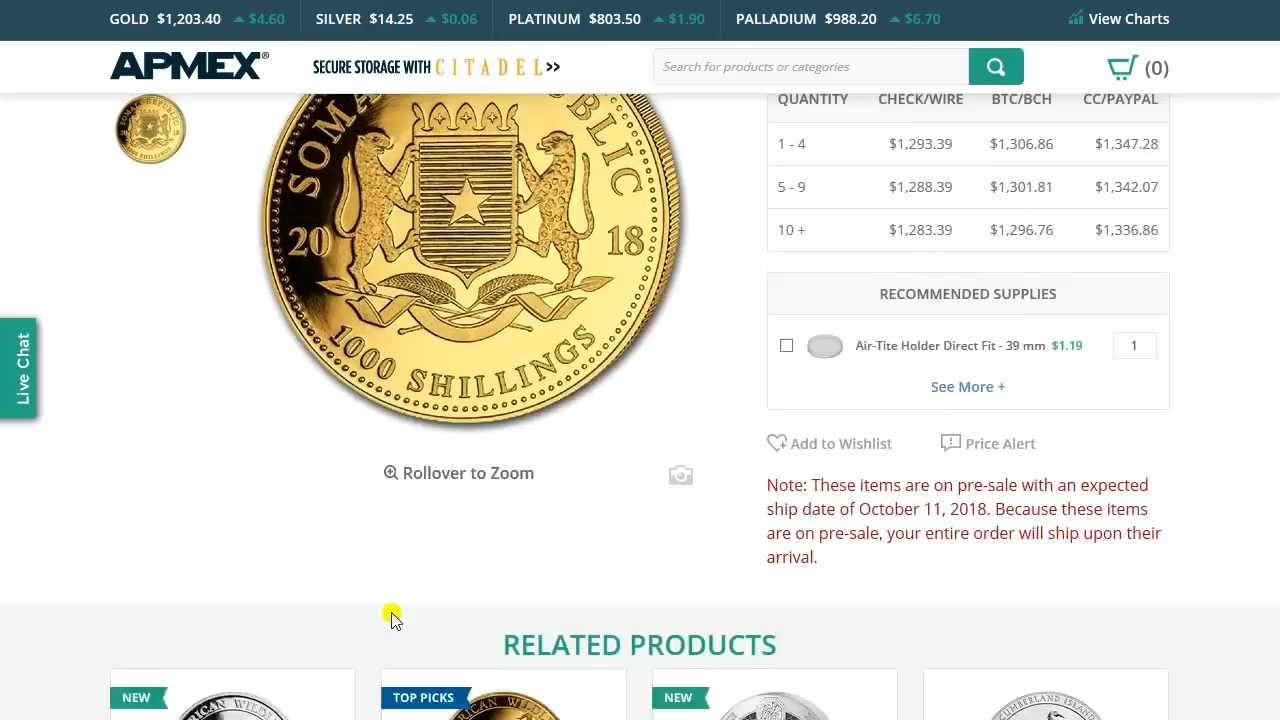 GOLD $1,203.40 $4.60 SILVER $14.25 $0.06 PLATINUM $803.50 $1.90 PALLADIUM $988.20 $6.70 View Charts
APMEX® SECURE STORAGE WITH CITADEL >> Search for products or categories (0)
QUANTITY CHECK/WIRE BTC/BCH CC/PAYPAL
1 - 4 $1,293.39 $1,306.86 $1,347.28
5 - 9 $1,288.39 $1,301.81 $1,342.07
10 + $1,283.39 $1,296.76 $1,336.86
20 18
1000 SHILLINGS
RECOMMENDED SUPPLIES
Air-Tite Holder Direct Fit - 39 mm $1.19 1
See More +
Live Chat
Add to Wishlist Price Alert
Rollover to Zoom
Note: These items are on pre-sale with an expected
ship date of October 11, 2018. Because these items
are on pre-sale, your entire order will ship upon their
arrival.
RELATED PRODUCTS
NEW TOP PICKS NEW